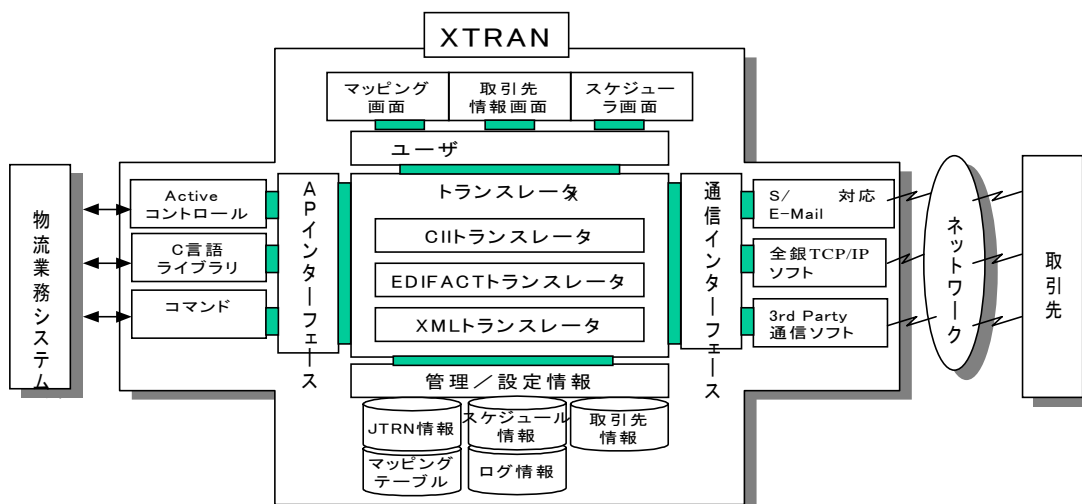 XTRAN
マッピング
画面
取引先
情報画面
スケジュー
ラ画面
ユーザ
物流業務システム
Active
コントロール
C言語
ライブラリ
コマンド
APインターフェース
トランスレータ
CIIトランスレータ
EDIFACTトランスレータ
XMLトランスレータ
通信インターフェース
S/ 対応
E-Mail
全銀TCP/IP
ソフト
3rd Party
通信ソフト
ネットワーク
取引先
管理／設定情報
JTRN情報
スケジュール
情報
取引先
情報
マッピング
テーブル
ログ情報